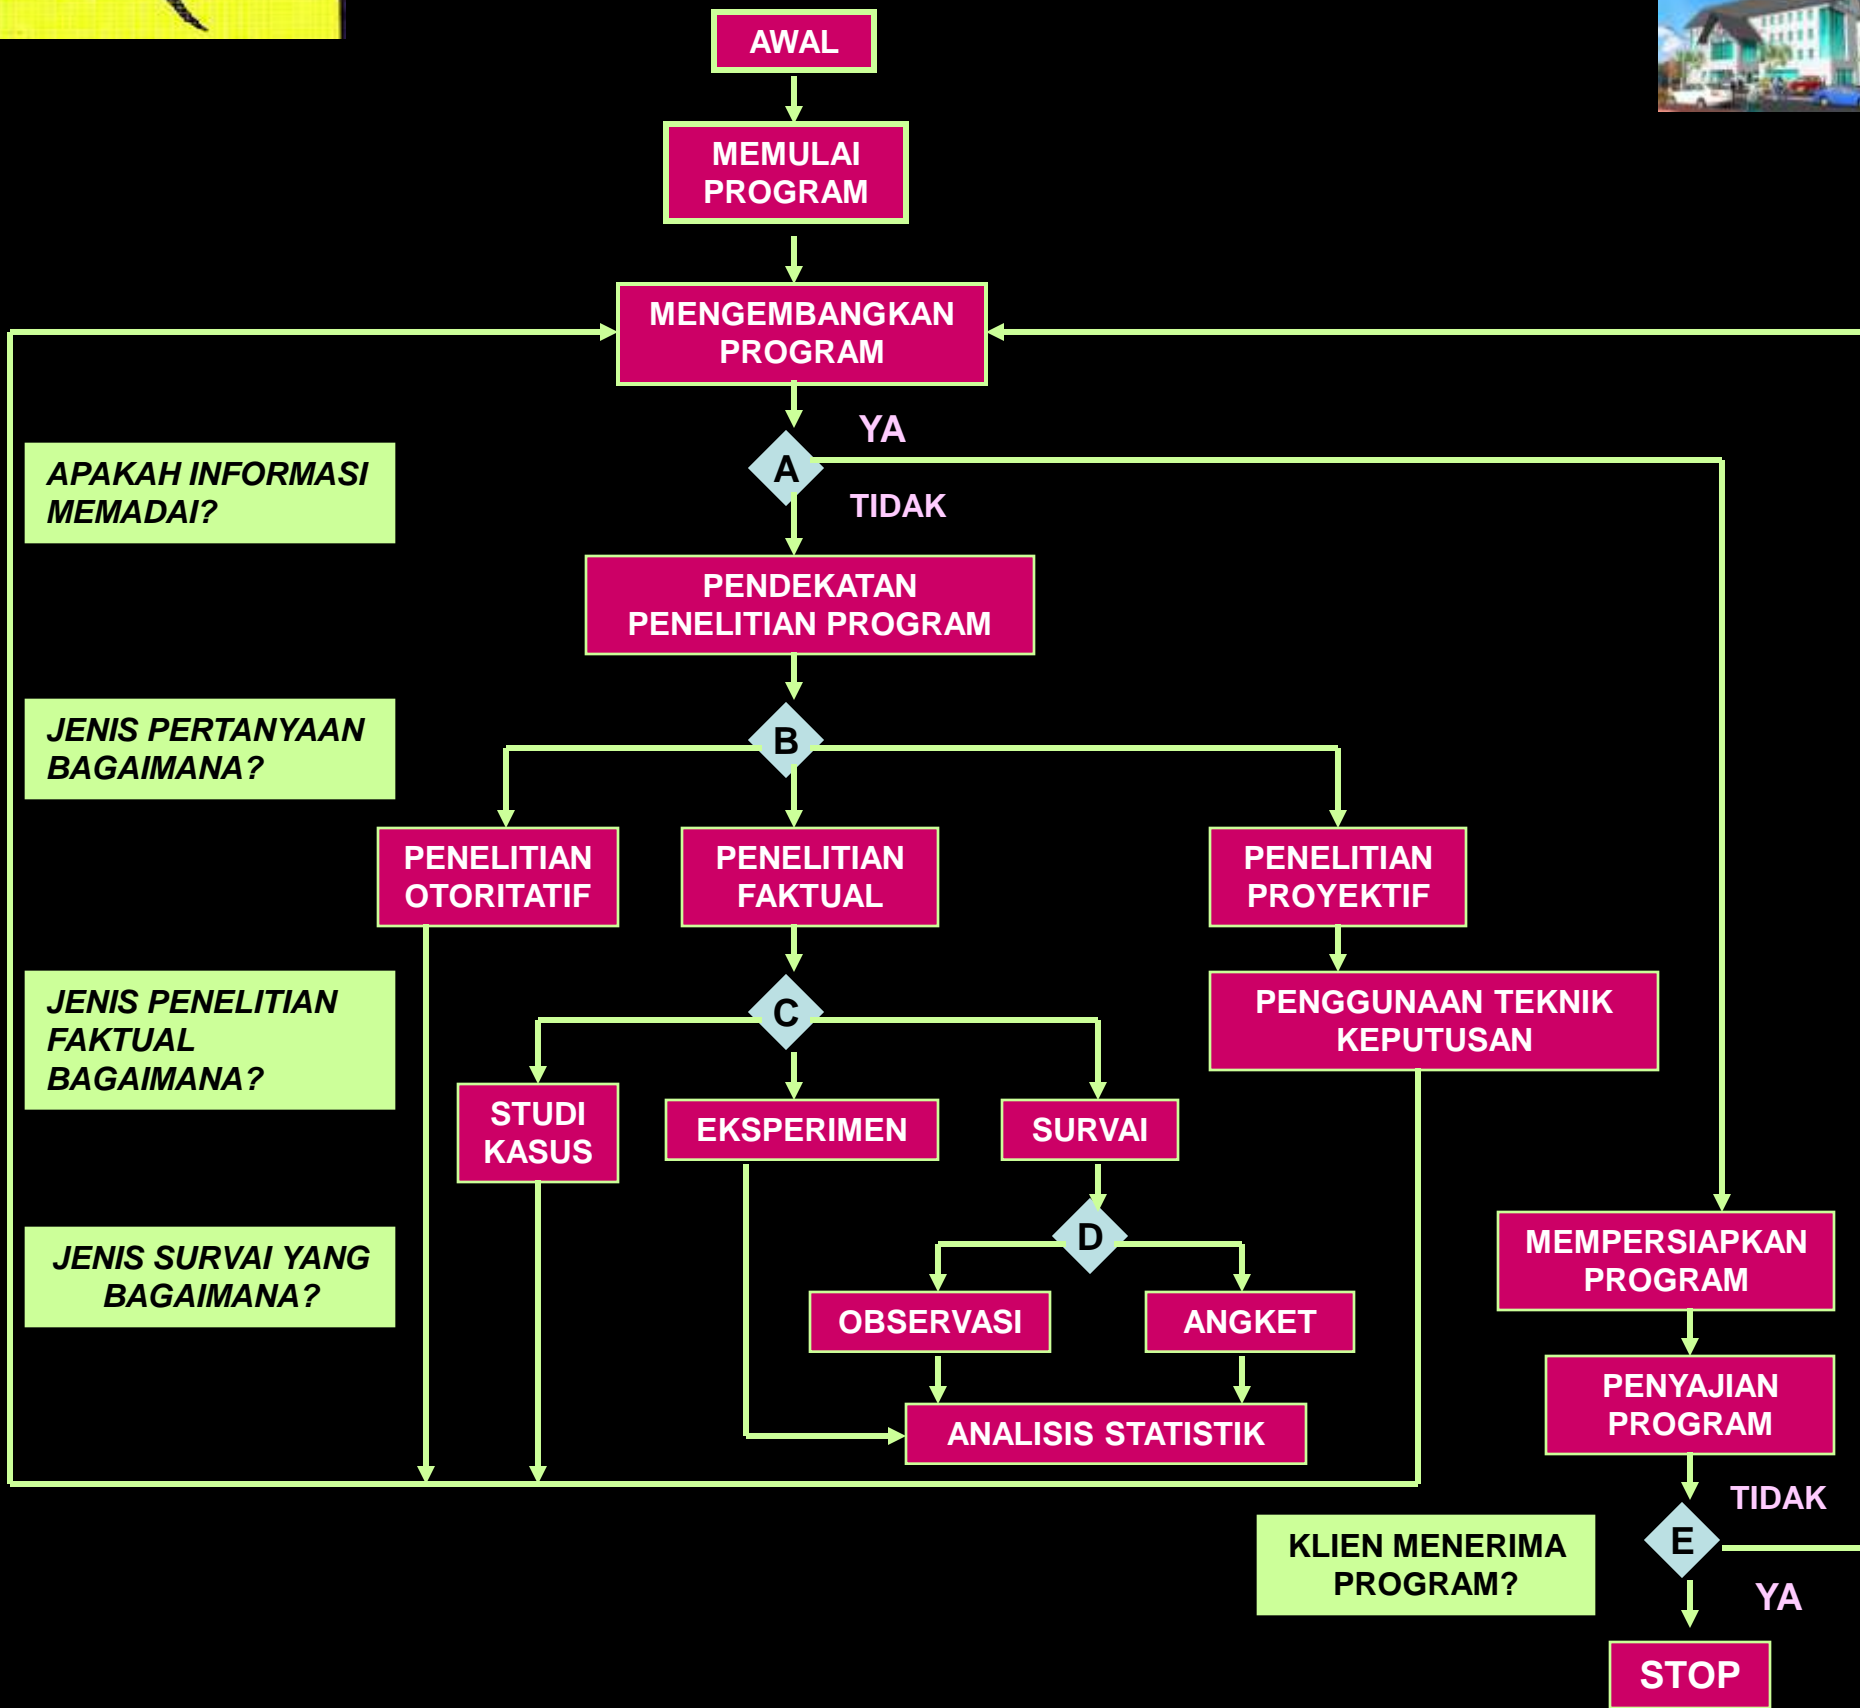 AWAL
MEMULAI
PROGRAM
MENGEMBANGKAN
PROGRAM
YA
A
APAKAH INFORMASI
MEMADAI?
TIDAK
PENDEKATAN
PENELITIAN PROGRAM
JENIS PERTANYAAN
BAGAIMANA?
B
PENELITIAN
OTORITATIF
PENELITIAN
FAKTUAL
PENELITIAN
PROYEKTIF
JENIS PENELITIAN
FAKTUAL
BAGAIMANA?
C
PENGGUNAAN TEKNIK
KEPUTUSAN
STUDI
KASUS
EKSPERIMEN
SURVAI
JENIS SURVAI YANG
BAGAIMANA?
D
MEMPERSIAPKAN
PROGRAM
OBSERVASI
ANGKET
PENYAJIAN
PROGRAM
ANALISIS STATISTIK
TIDAK
KLIEN MENERIMA
PROGRAM?
E
YA
STOP